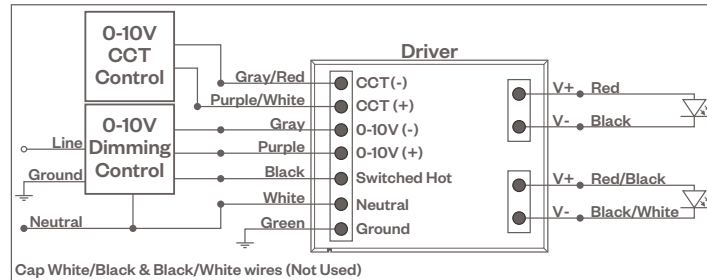 0-10V
CCT
Control
0-10V
Dimming
Control
Line
Ground
Neutral
Gray/Red
Purple/White
Gray
Purple
Black
White
Green
Driver
CCT(-)
CCT (+)
0-10V (-)
0-10V (+)
Switched Hot
Neutral
Ground
V+ Red
V- Black
V+ Red/Black
V- Black/White
Cap White/Black & Black/White wires (Not Used)